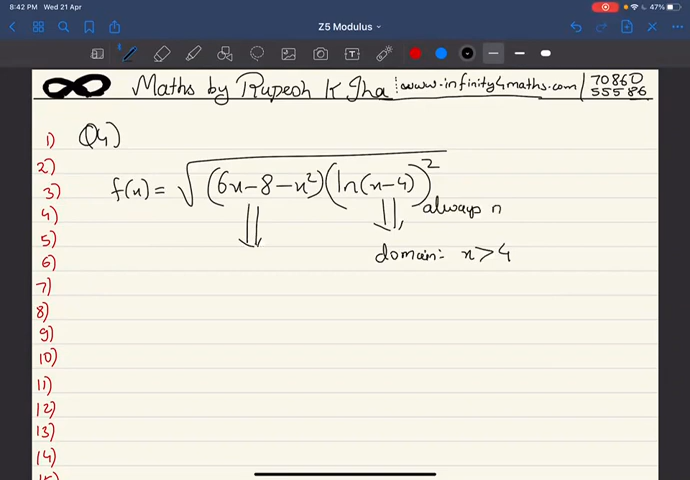 8:42 PM Wed 21 Apr
47%
Z5 Modulus
Maths by Rupesh K Jha
www.infinity4maths.com
70860
55586
1) Q4)
2)
3) f(x) = √(6x-8-x²)(ln(x-4))²
4) always n
5)
6) domain: x>4
7)
8)
9)
10)
11)
12)
13)
14)